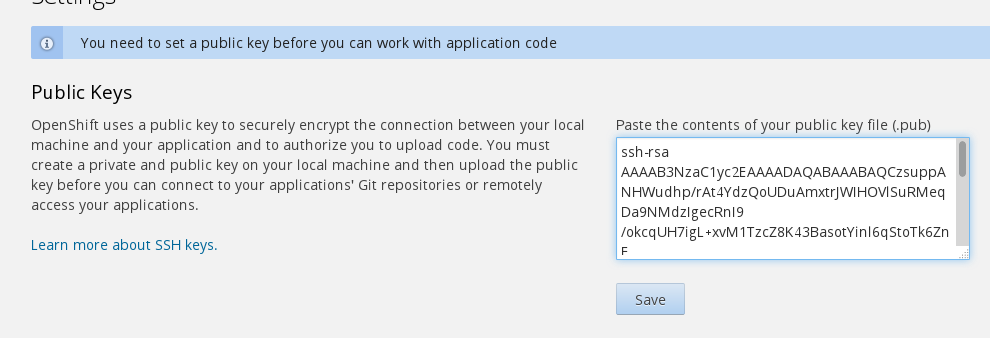 Settings
You need to set a public key before you can work with application code
Public Keys
OpenShift uses a public key to securely encrypt the connection between your local
machine and your application and to authorize you to upload code. You must
create a private and public key on your local machine and then upload the public
key before you can connect to your applications' Git repositories or remotely
access your applications.
Learn more about SSH keys.
Paste the contents of your public key file (.pub)
ssh-rsa
AAAAB3NzaC1yc2EAAAADAQABAAABAQCzsuppA
NHWudhp/rAt4YdzQoUDuAmxtrJWIHOVlSuRMeq
Da9NMdzIgecRnI9
/okcqUH7igL+xvM1TzcZ8K43BasotYinl6qStoTk6Zn
Save